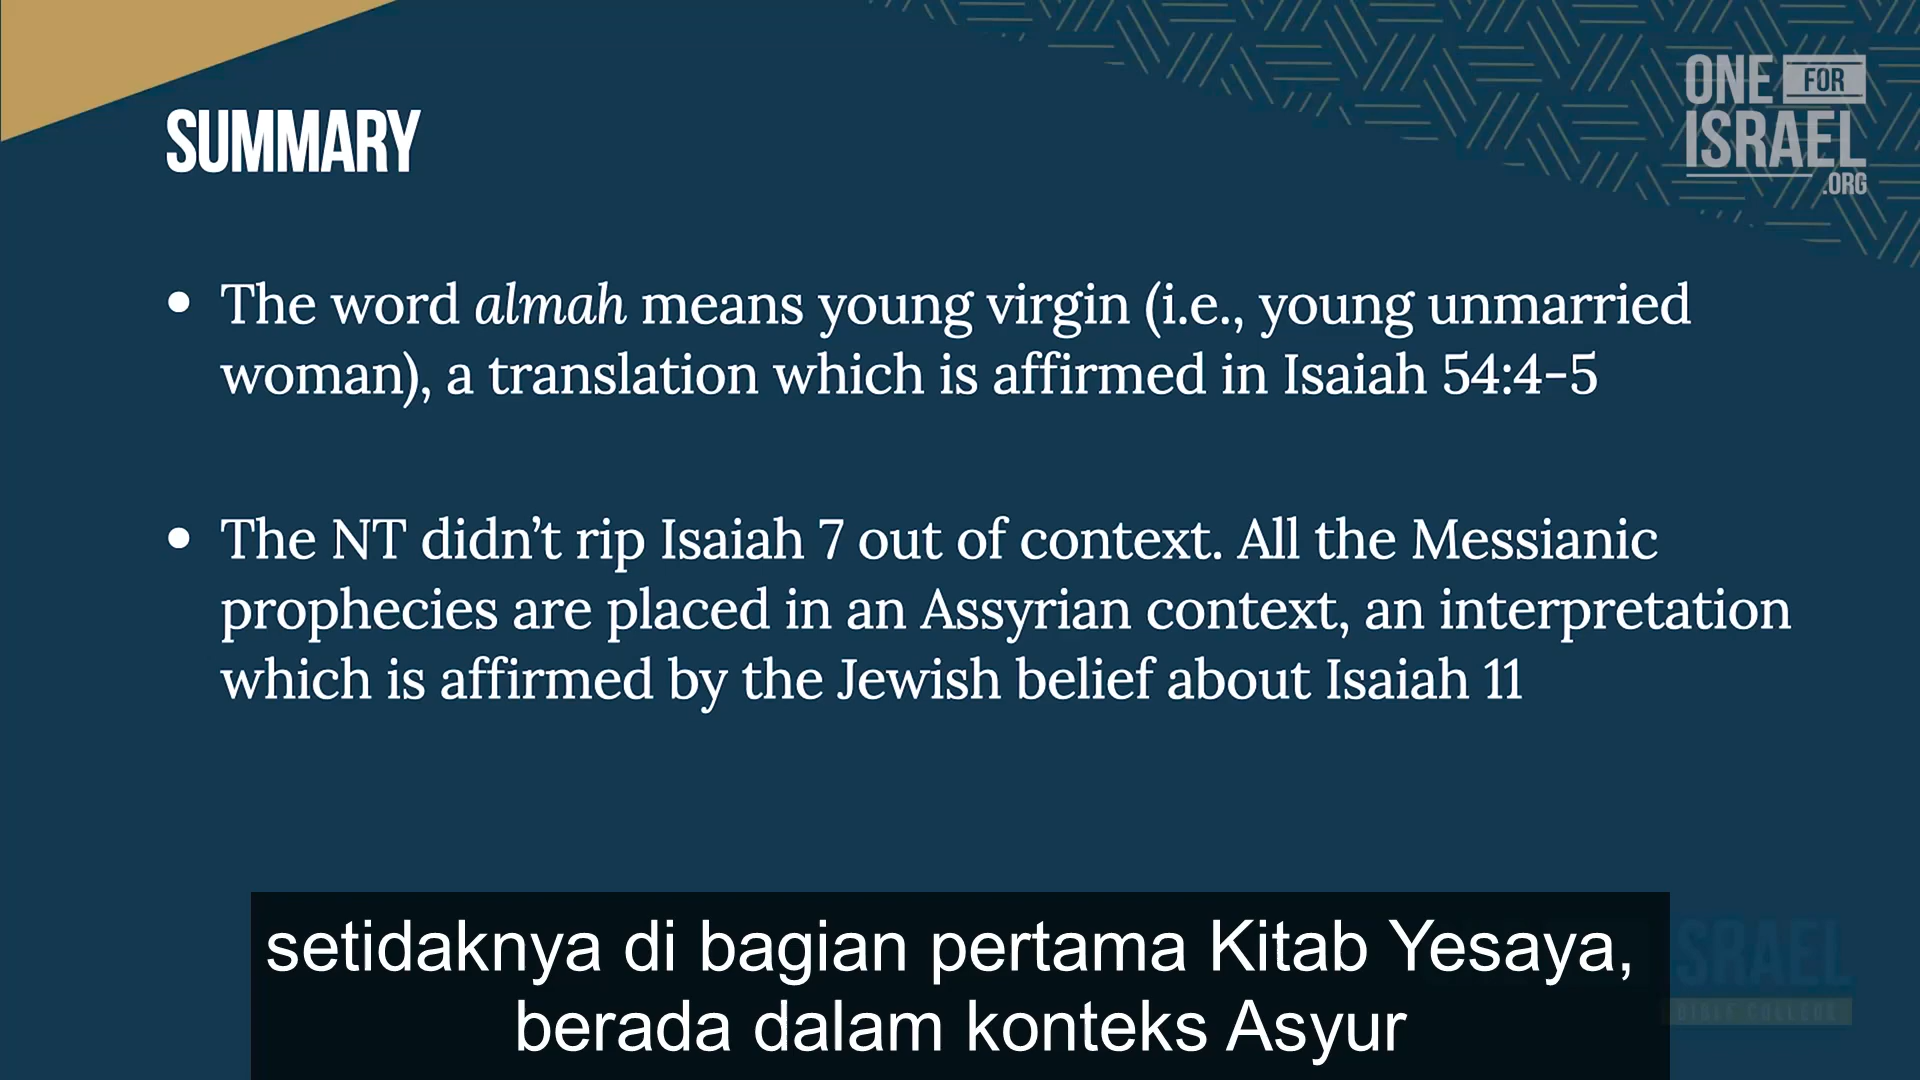 ONE FOR
ISRAEL
.ORG
SUMMARY
• The word almah means young virgin (i.e., young unmarried
woman), a translation which is affirmed in Isaiah 54:4-5
• The NT didn’t rip Isaiah 7 out of context. All the Messianic
prophecies are placed in an Assyrian context, an interpretation
which is affirmed by the Jewish belief about Isaiah 11
setidaknya di bagian pertama Kitab Yesaya,
berada dalam konteks Asyur
BIBLE COLLEGE